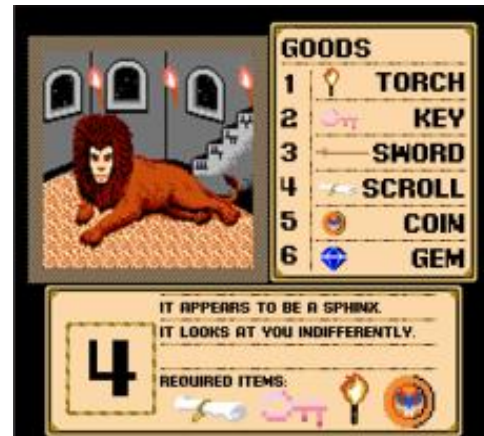 GOODS
1 TORCH
2 KEY
3 SWORD
4 SCROLL
5 COIN
6 GEM
IT APPEARS TO BE A SPHINX.
IT LOOKS AT YOU INDIFFERENTLY.
4
REQUIRED ITEMS: